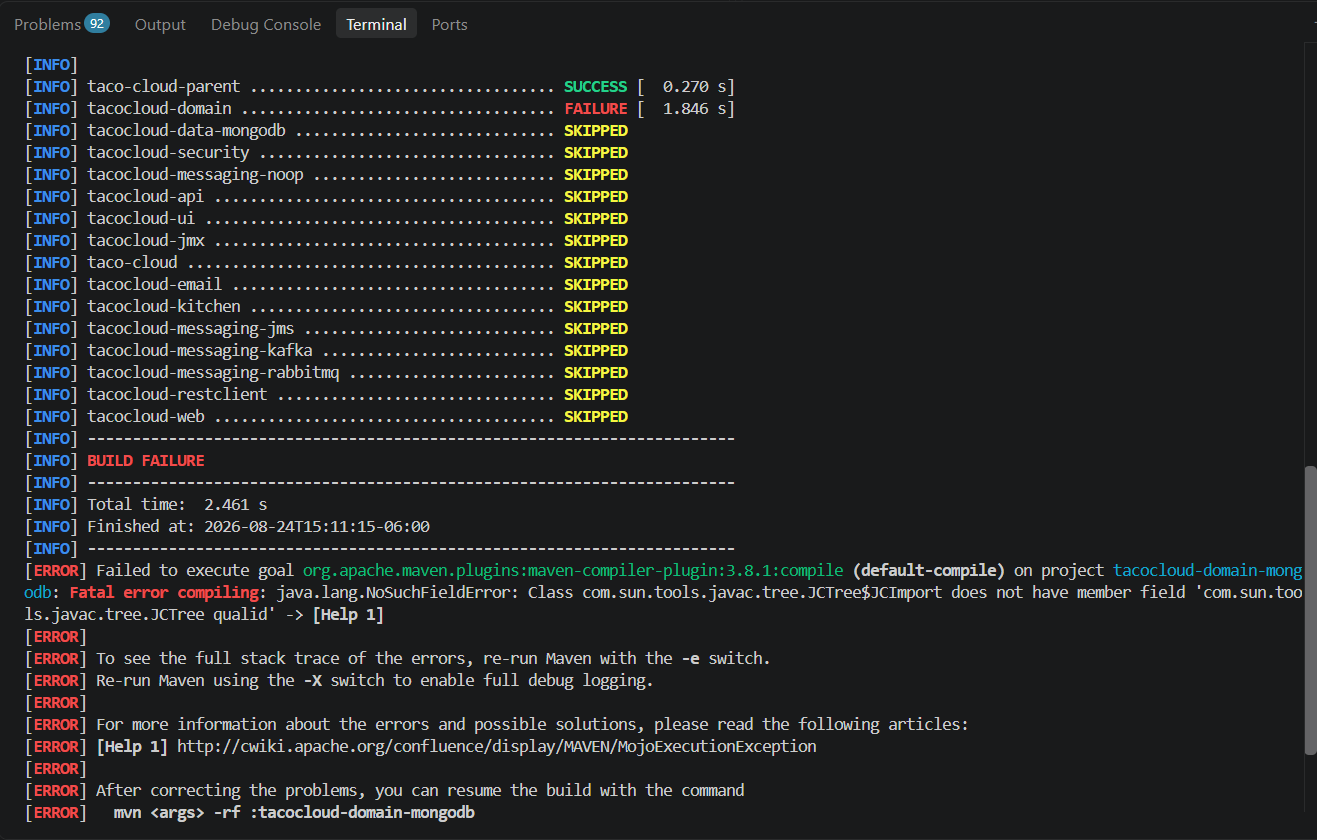 Problems 92 Output Debug Console Terminal Ports
[INFO]
[INFO] taco-cloud-parent .................................. SUCCESS [  0.270 s]
[INFO] tacocloud-domain ................................... FAILURE [  1.846 s]
[INFO] tacocloud-data-mongodb ............................. SKIPPED
[INFO] tacocloud-security ................................. SKIPPED
[INFO] tacocloud-messaging-noop ........................... SKIPPED
[INFO] tacocloud-api ...................................... SKIPPED
[INFO] tacocloud-ui ....................................... SKIPPED
[INFO] tacocloud-jmx ...................................... SKIPPED
[INFO] taco-cloud ......................................... SKIPPED
[INFO] tacocloud-email .................................... SKIPPED
[INFO] tacocloud-kitchen .................................. SKIPPED
[INFO] tacocloud-messaging-jms ............................ SKIPPED
[INFO] tacocloud-messaging-kafka .......................... SKIPPED
[INFO] tacocloud-messaging-rabbitmq ....................... SKIPPED
[INFO] tacocloud-restclient ............................... SKIPPED
[INFO] tacocloud-web ...................................... SKIPPED
[INFO] ------------------------------------------------------------------------
[INFO] BUILD FAILURE
[INFO] ------------------------------------------------------------------------
[INFO] Total time:  2.461 s
[INFO] Finished at: 2026-08-24T15:11:15-06:00
[INFO] ------------------------------------------------------------------------
[ERROR] Failed to execute goal org.apache.maven.plugins:maven-compiler-plugin:3.8.1:compile (default-compile) on project tacocloud-domain-mong
odb: Fatal error compiling: java.lang.NoSuchFieldError: Class com.sun.tools.javac.tree.JCTree$JCImport does not have member field 'com.sun.too
ls.javac.tree.JCTree qualid' -> [Help 1]
[ERROR]
[ERROR] To see the full stack trace of the errors, re-run Maven with the -e switch.
[ERROR] Re-run Maven using the -X switch to enable full debug logging.
[ERROR]
[ERROR] For more information about the errors and possible solutions, please read the following articles:
[ERROR] [Help 1] http://cwiki.apache.org/confluence/display/MAVEN/MojoExecutionException
[ERROR]
[ERROR] After correcting the problems, you can resume the build with the command
[ERROR]   mvn <args> -rf :tacocloud-domain-mongodb